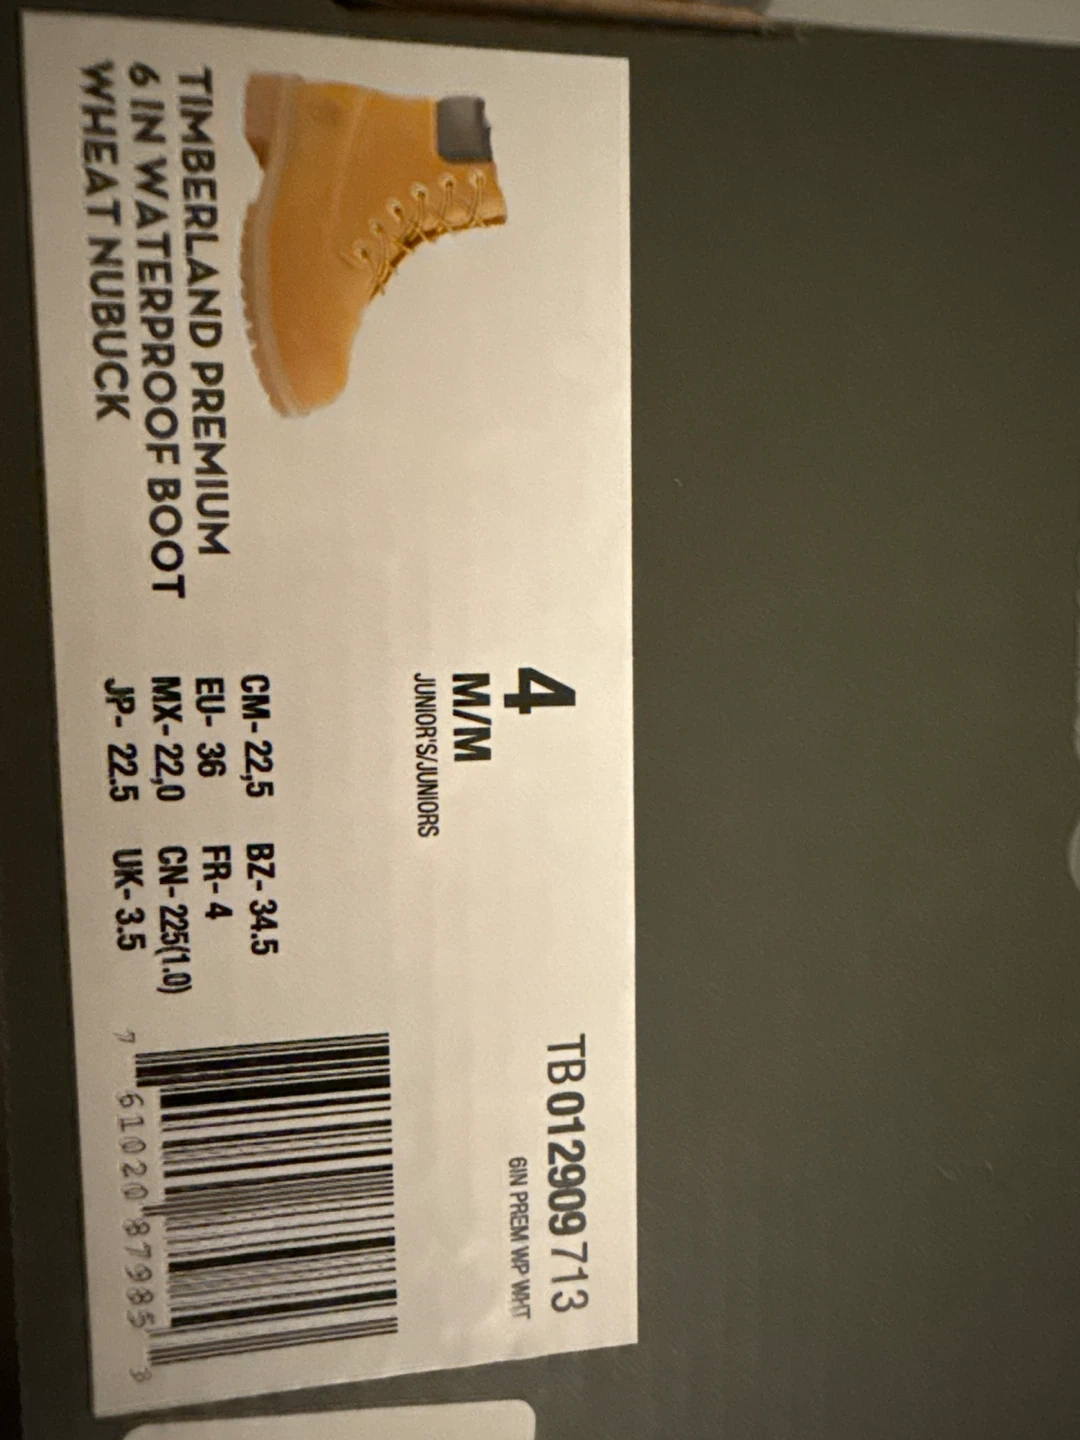 TIMBERLAND PREMIUM
6 IN WATERPROOF BOOT
WHEAT NUBUCK
4
M/M
JUNIOR'S/JUNIORS
CM- 22,5 BZ- 34.5
EU- 36 FR- 4
MX- 22,0 CN- 225(1.0)
JP- 22.5 UK- 3.5
TB 012909 713
6IN PREM WP WHT
7 61020 87985 3